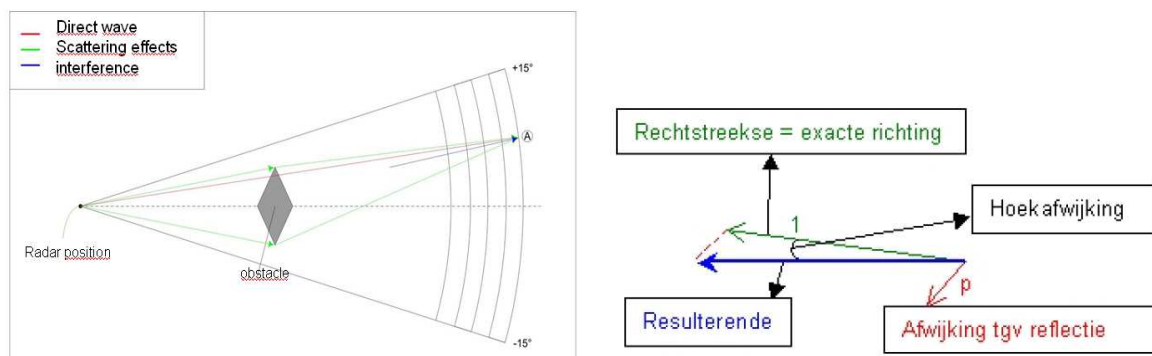 Direct wave
Scattering effects
interference
+15°
A
Radar position
obstacle
-15°
Rechtstreekse = exacte richting
Hoekafwijking
1
p
Resulterende
Afwijking tgv reflectie